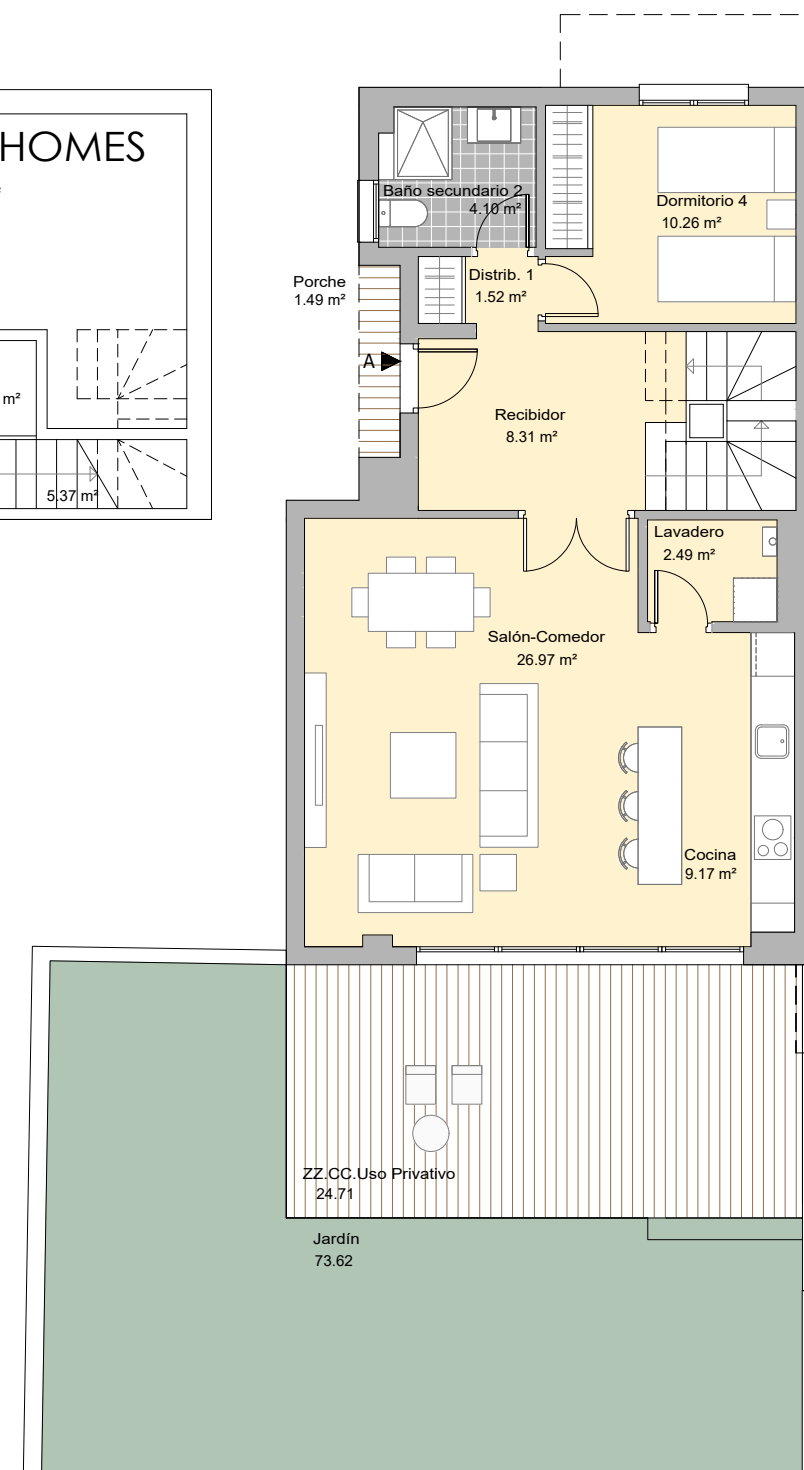 HOMES
m²
5.37 m²
Baño secundario 2
4.10 m²
Dormitorio 4
10.26 m²
Distrib. 1
1.52 m²
Porche
1.49 m²
A
Recibidor
8.31 m²
Lavadero
2.49 m²
Salón-Comedor
26.97 m²
Cocina
9.17 m²
ZZ.CC.Uso Privativo
24.71
Jardín
73.62